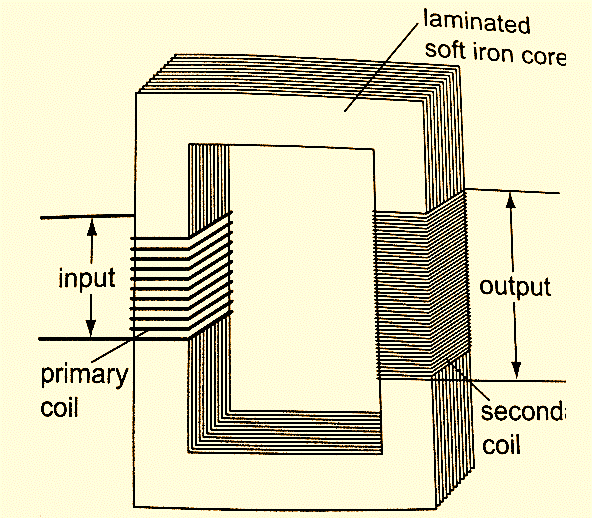 laminated
soft iron core
input
output
primary
coil
coil